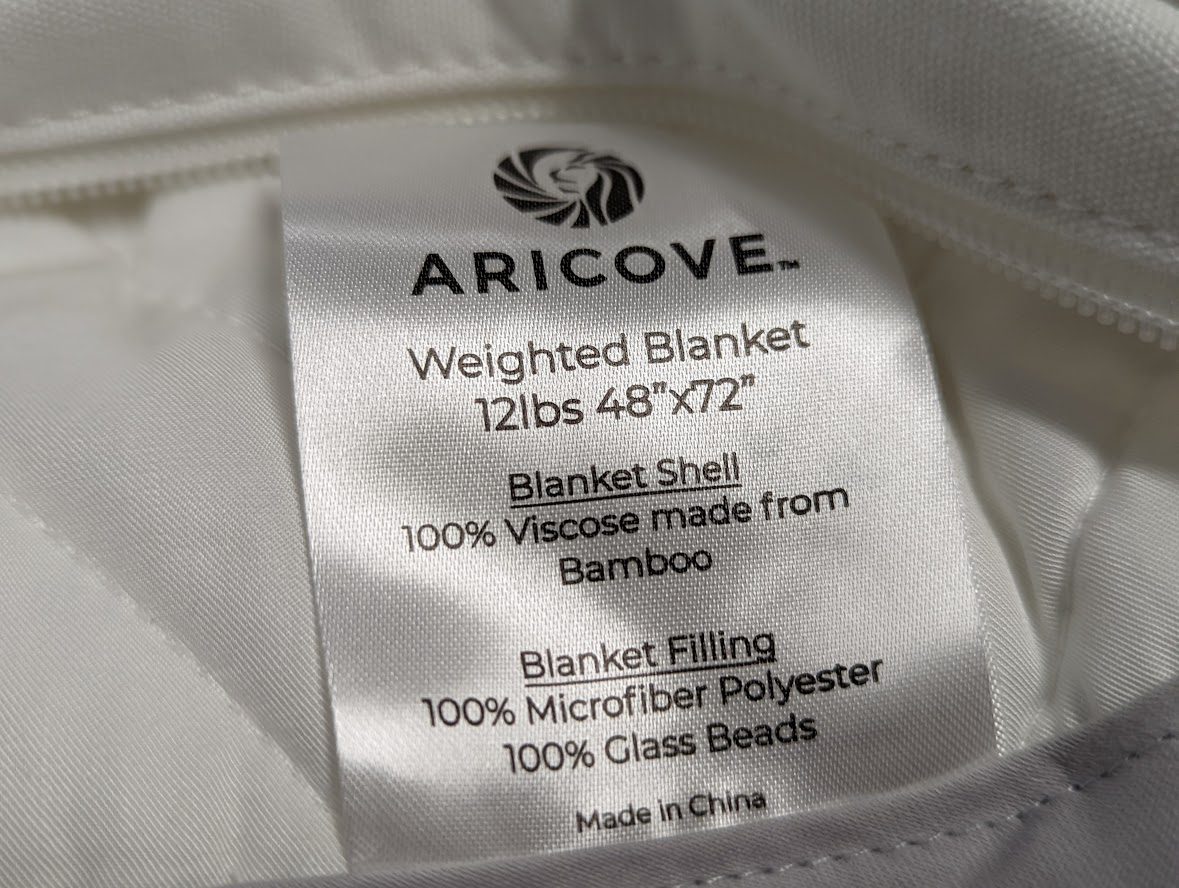 ARICOVE™
Weighted Blanket
12lbs 48"x72"
Blanket Shell
100% Viscose made from
Bamboo
Blanket Filling
100% Microfiber Polyester
100% Glass Beads
Made in China